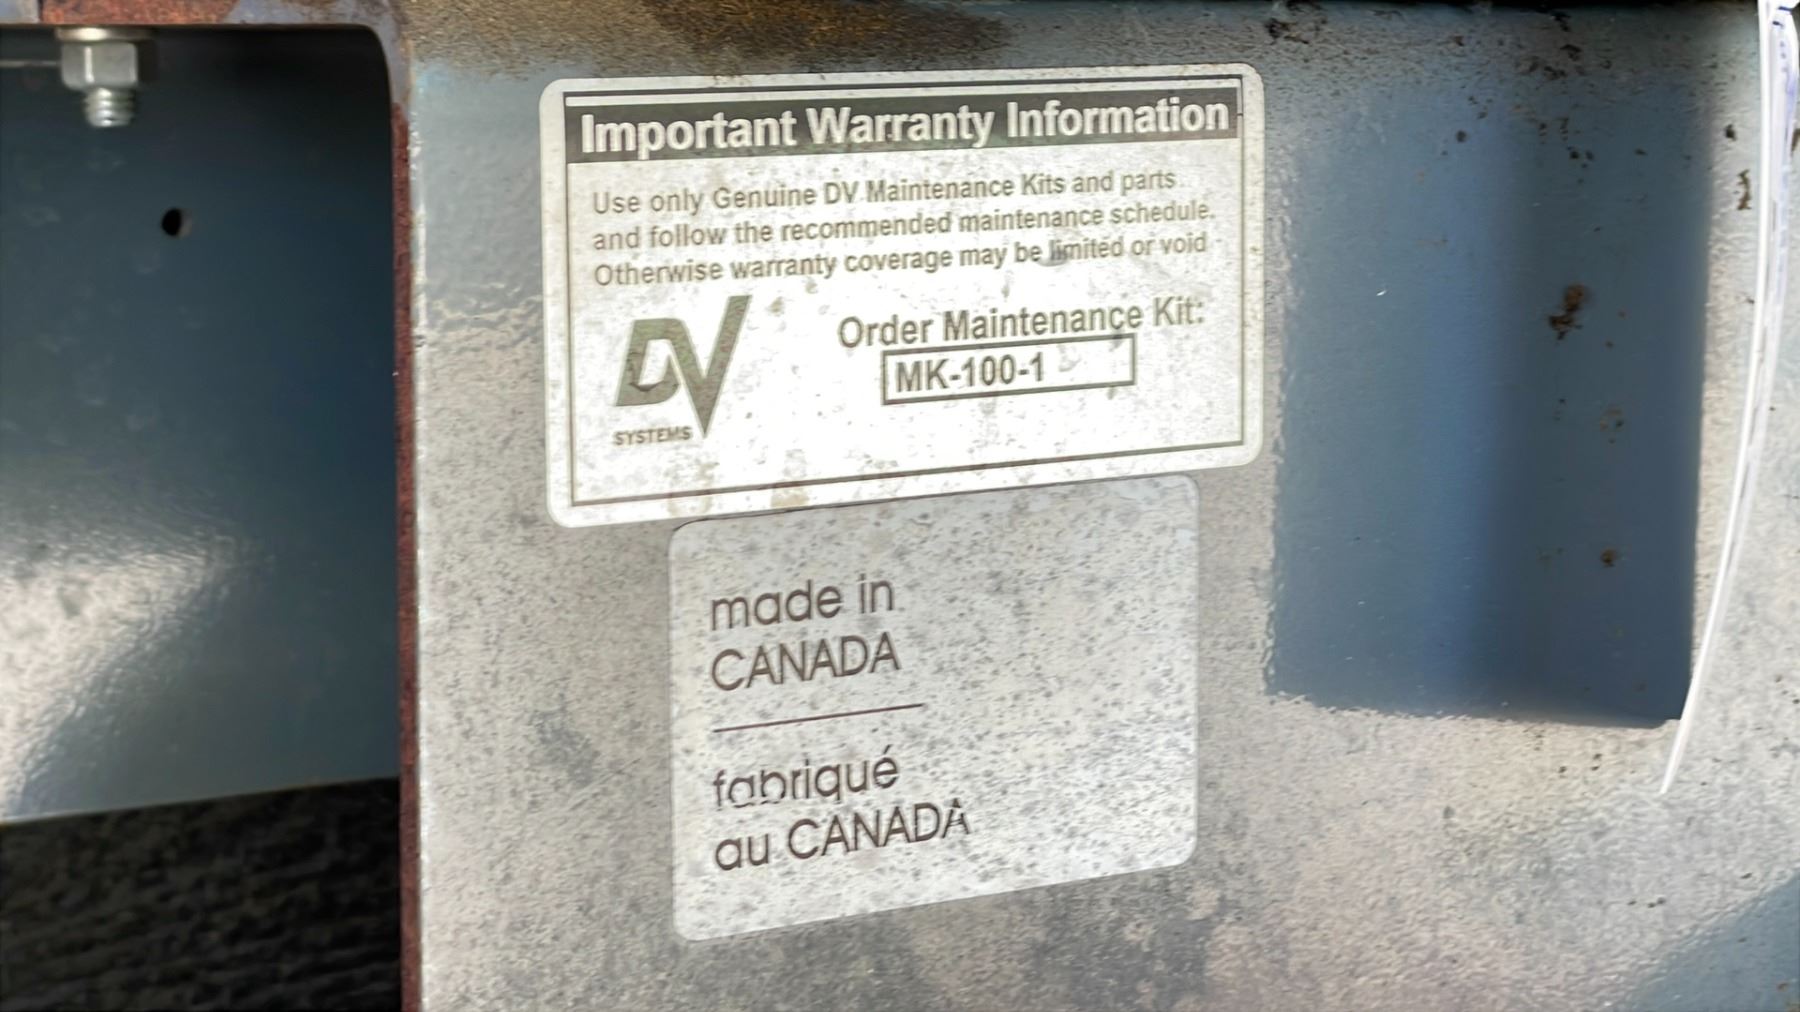 Important Warranty Information
Use only Genuine DV Maintenance Kits and parts
and follow the recommended maintenance schedule.
Otherwise warranty coverage may be limited or void
DV
SYSTEMS
Order Maintenance Kit:
MK-100-1
made in
CANADA
fabriqué
au CANADA